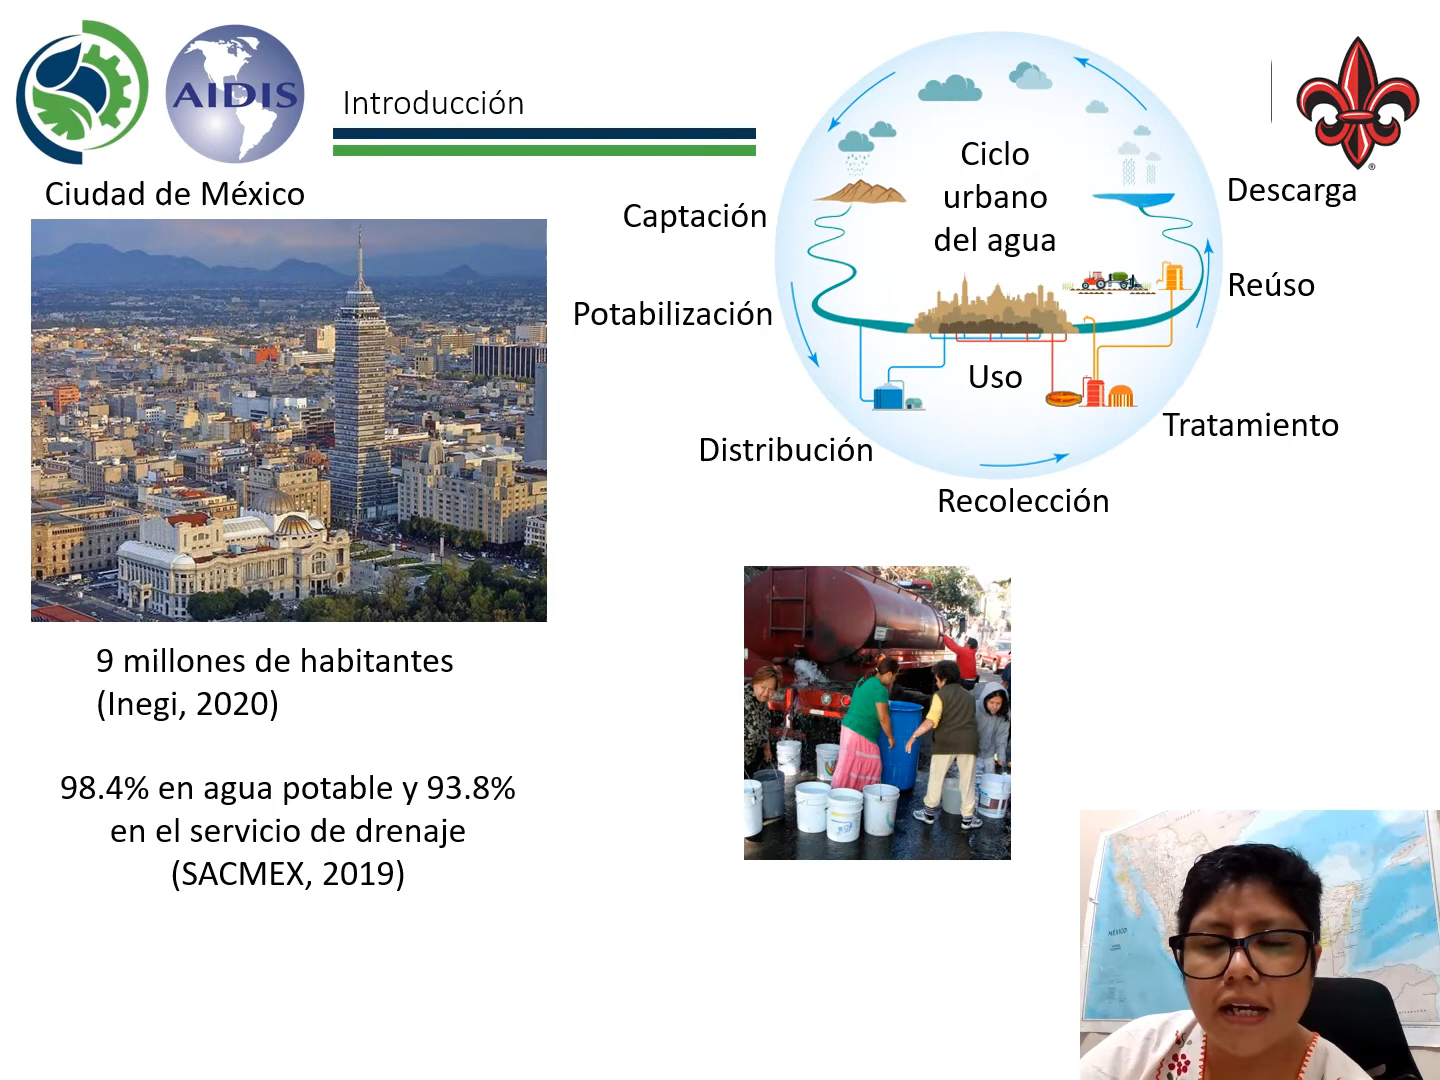 AIDIS
Introducción
Ciudad de México
9 millones de habitantes
(Inegi, 2020)
98.4% en agua potable y 93.8%
en el servicio de drenaje
(SACMEX, 2019)
Ciclo
urbano
del agua
Captación
Potabilización
Distribución
Recolección
Uso
Tratamiento
Reúso
Descarga
®
MÉXICO